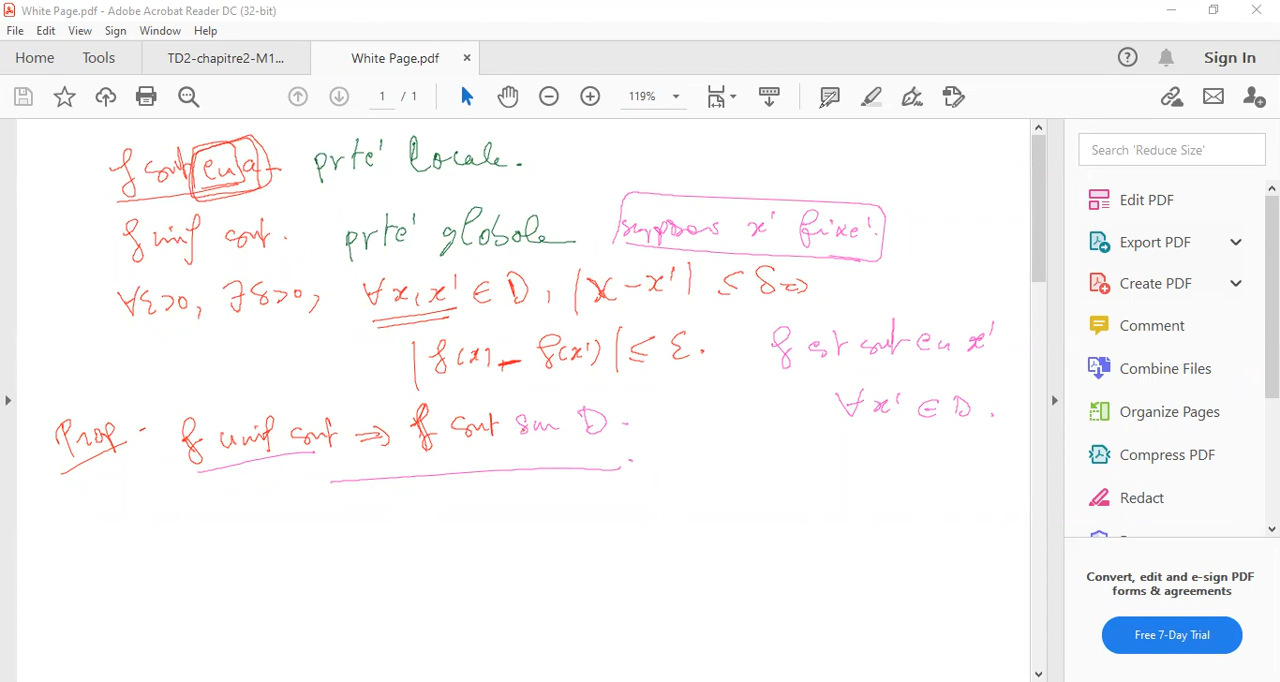 White Page.pdf - Adobe Acrobat Reader DC (32-bit)
File Edit View Sign Window Help
Home Tools TD2-chapitre2-M1... White Page.pdf × Sign In
1 / 1 119%
f cont en a prté locale.
f unif cont. prté globale supposons x' fixé.
∀ε>0, ∃δ>0, ∀x, x' ∈ D, |x-x'| ≤ δ ⇒
|f(x) - f(x')| ≤ ε. f est cont en x'
∀x' ∈ D.
Prop - f unif cont ⇒ f cont sur D.
Search 'Reduce Size'
Edit PDF
Export PDF
Create PDF
Comment
Combine Files
Organize Pages
Compress PDF
Redact
Convert, edit and e-sign PDF
forms & agreements
Free 7-Day Trial